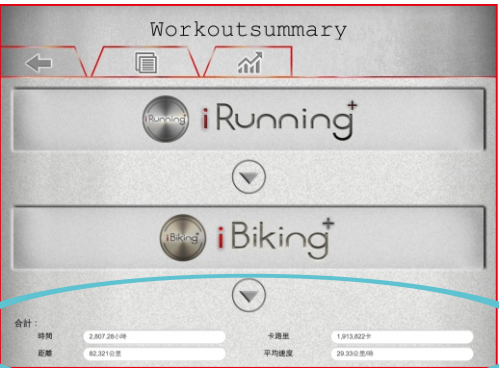 Workoutsummary
iRunning+ iRunning+
iBiking+ iBiking+
合計：
時間 2,807.28小時 卡路里 1,913,822卡
距離 82,321公里 平均速度 29.33公里/時